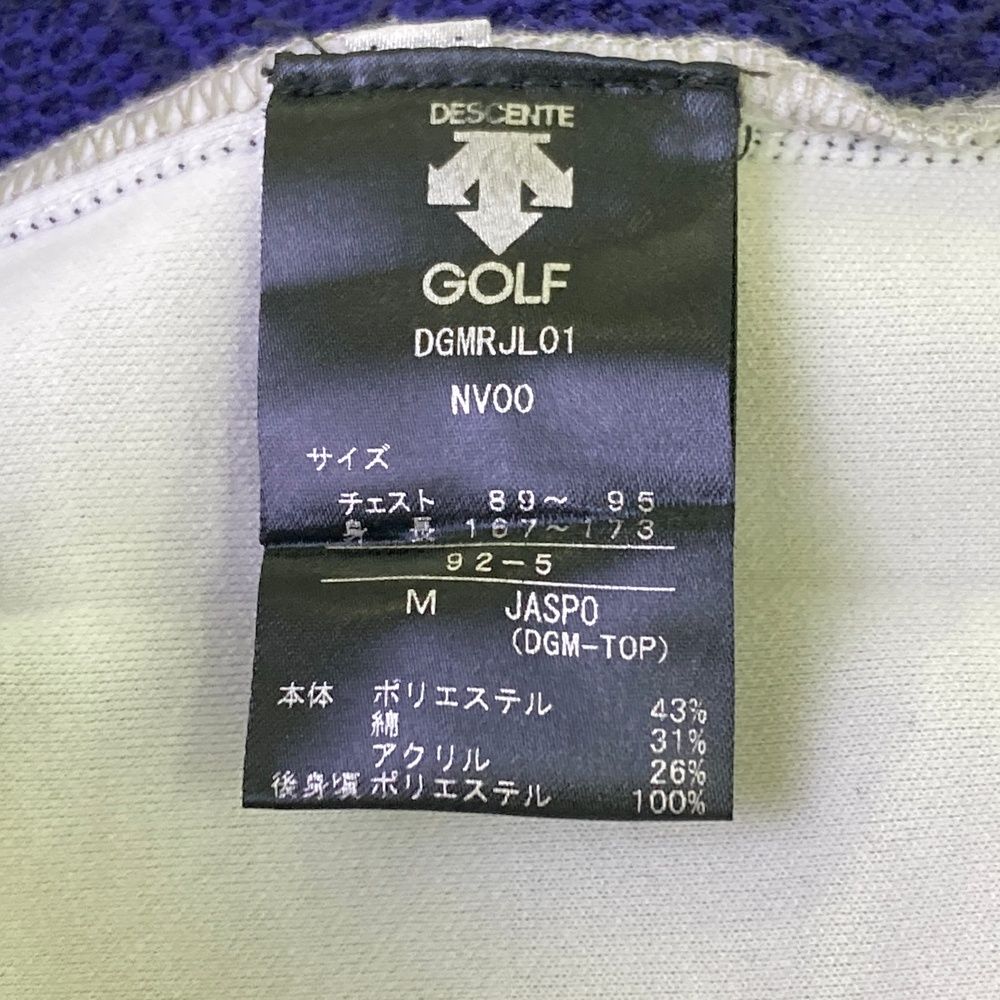 DESCENTE
GOLF
DGMRJL01
NV00
サイズ
チェスト 89〜 95
身 長 167〜173
92-5
M JASPO
(DGM-TOP)
本体 ポリエステル 43%
綿 31%
アクリル 26%
後身頃 ポリエステル 100%